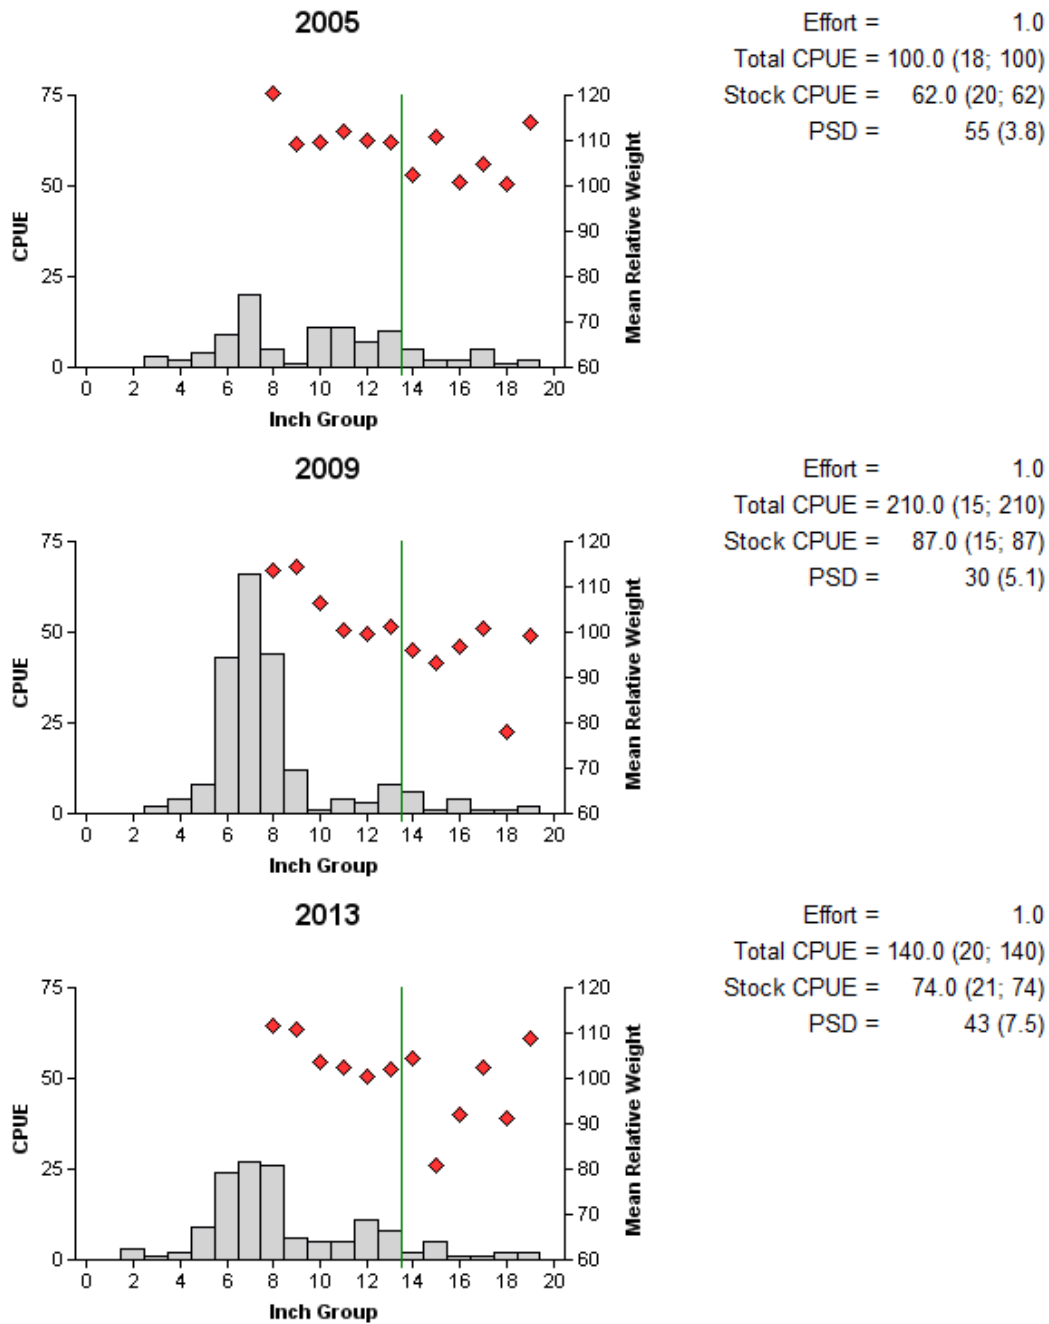 2005
Effort = 1.0
Total CPUE = 100.0 (18; 100)
Stock CPUE = 62.0 (20; 62)
PSD = 55 (3.8)
75
50
25
0
CPUE
120
110
100
90
80
70
60
Mean Relative Weight
0 2 4 6 8 10 12 14 16 18 20
Inch Group
2009
Effort = 1.0
Total CPUE = 210.0 (15; 210)
Stock CPUE = 87.0 (15; 87)
PSD = 30 (5.1)
75
50
25
0
CPUE
120
110
100
90
80
70
60
Mean Relative Weight
0 2 4 6 8 10 12 14 16 18 20
Inch Group
2013
Effort = 1.0
Total CPUE = 140.0 (20; 140)
Stock CPUE = 74.0 (21; 74)
PSD = 43 (7.5)
75
50
25
0
CPUE
120
110
100
90
80
70
60
Mean Relative Weight
0 2 4 6 8 10 12 14 16 18 20
Inch Group